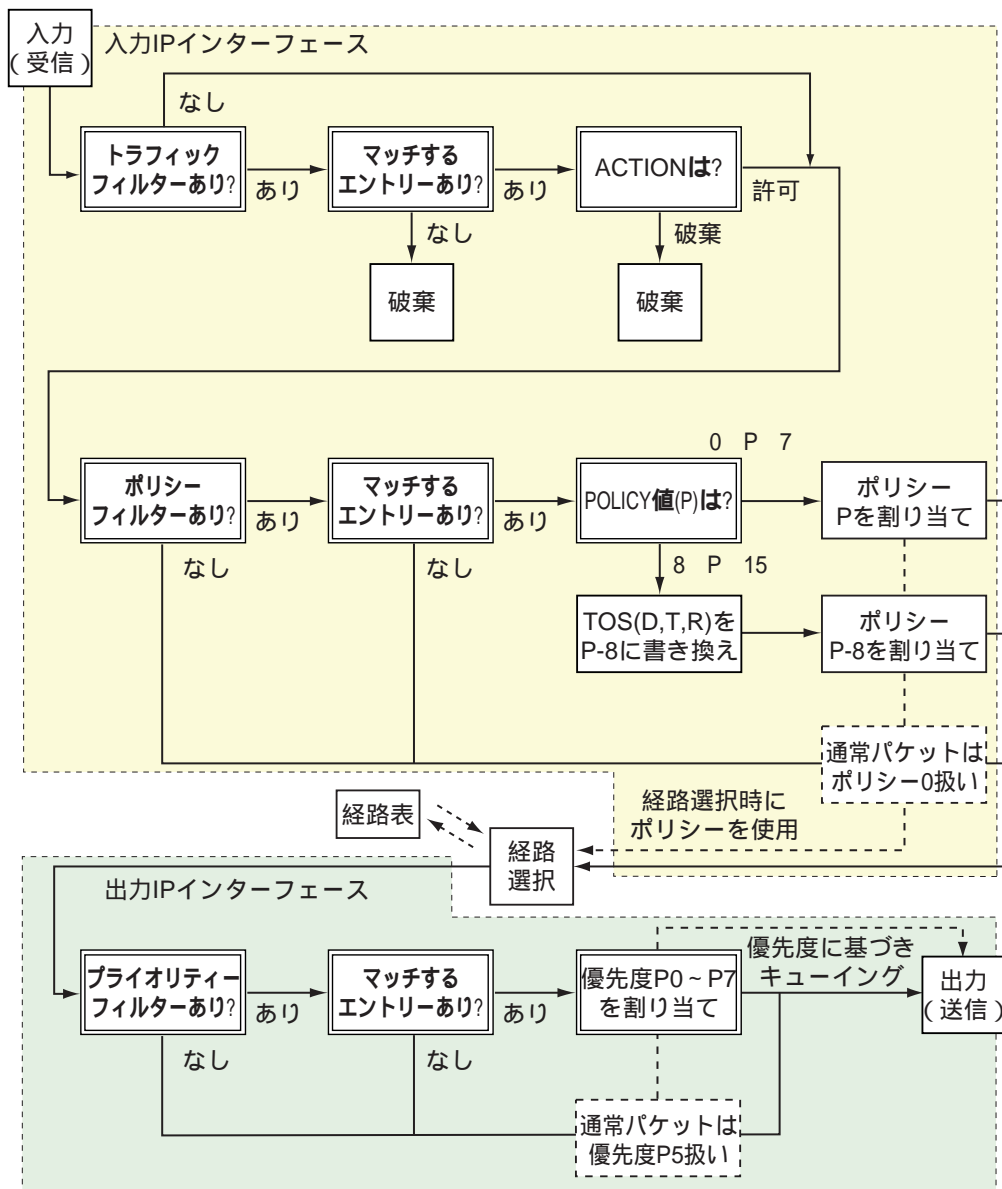 入力
(受信)
入力IPインターフェース
なし
トラフィック
フィルターあり?
あり
マッチする
エントリーあり?
あり
ACTIONは?
許可
なし
破棄
破棄
破棄
0 P 7
ポリシー
フィルターあり?
あり
マッチする
エントリーあり?
あり
POLICY値(P)は?
ポリシー
Pを割り当て
なし
なし
8 P 15
TOS(D,T,R)を
P-8に書き換え
ポリシー
P-8を割り当て
通常パケットは
ポリシー0扱い
経路選択時に
ポリシーを使用
経路表
経路
選択
出力IPインターフェース
プライオリティー
フィルターあり?
あり
マッチする
エントリーあり?
あり
優先度P0～P7
を割り当て
優先度に基づき
キューイング
出力
(送信)
なし
なし
通常パケットは
優先度P5扱い